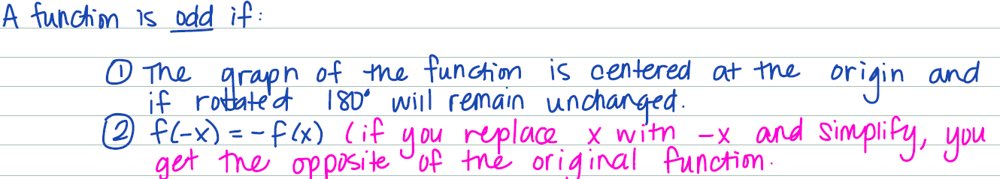 A function is odd if:
① The graph of the function is centered at the origin and
if rotated 180° will remain unchanged.
② f(-x) = -f(x) (if you replace x with -x and simplify, you
get the opposite of the original function.